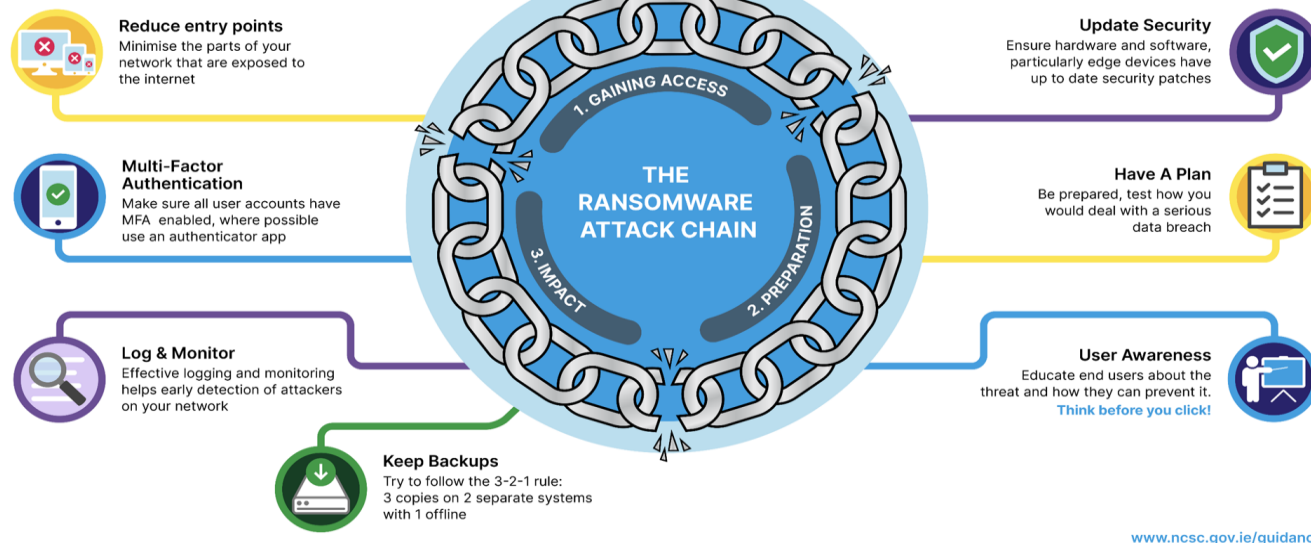 Reduce entry points
Minimise the parts of your
network that are exposed to
the internet
Multi-Factor
Authentication
Make sure all user accounts have
MFA enabled, where possible
use an authenticator app
Log & Monitor
Effective logging and monitoring
helps early detection of attackers
on your network
Keep Backups
Try to follow the 3-2-1 rule:
3 copies on 2 separate systems
with 1 offline
1. GAINING ACCESS
THE
RANSOMWARE
ATTACK CHAIN
2. PREPARATION
3. IMPACT
Update Security
Ensure hardware and software,
particularly edge devices have
up to date security patches
Have A Plan
Be prepared, test how you
would deal with a serious
data breach
User Awareness
Educate end users about the
threat and how they can prevent it.
Think before you click!
www.ncsc.gov.ie/guidanc